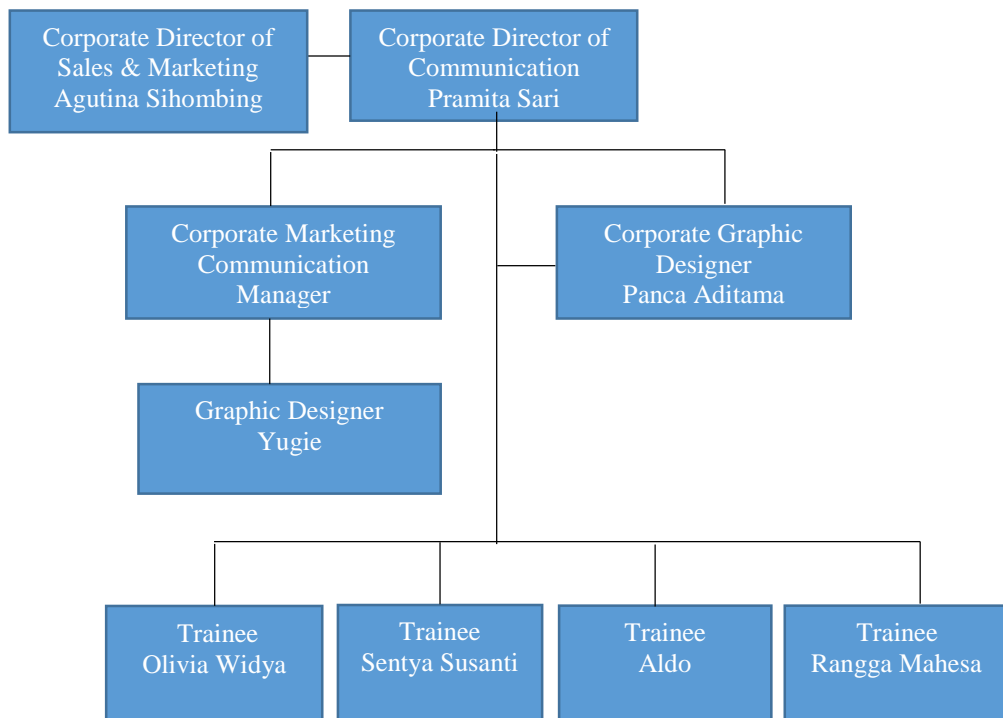 Corporate Director of
Sales & Marketing
Agutina Sihombing
Corporate Director of
Communication
Pramita Sari
Corporate Marketing
Communication
Manager
Corporate Graphic
Designer
Panca Aditama
Graphic Designer
Yugie
Trainee
Olivia Widya
Trainee
Sentya Susanti
Trainee
Aldo
Trainee
Rangga Mahesa